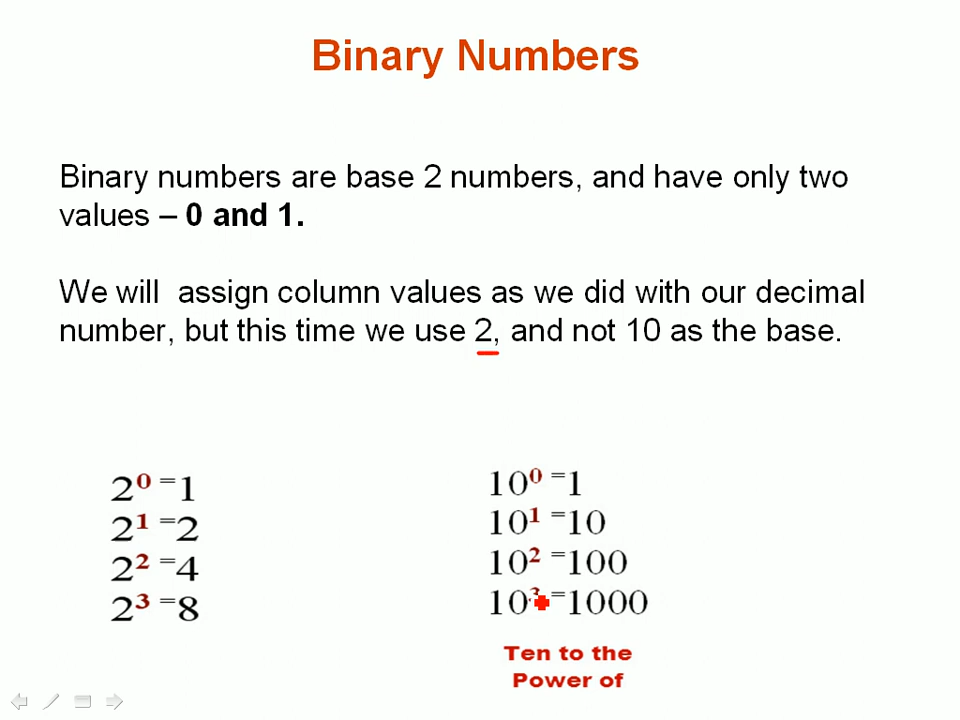 Binary Numbers
Binary numbers are base 2 numbers, and have only two
values – 0 and 1.
We will assign column values as we did with our decimal
number, but this time we use 2, and not 10 as the base.
2⁰ =1
2¹ =2
2² =4
2³ =8
10⁰ =1
10¹ =10
10² =100
10³ =1000
Ten to the
Power of